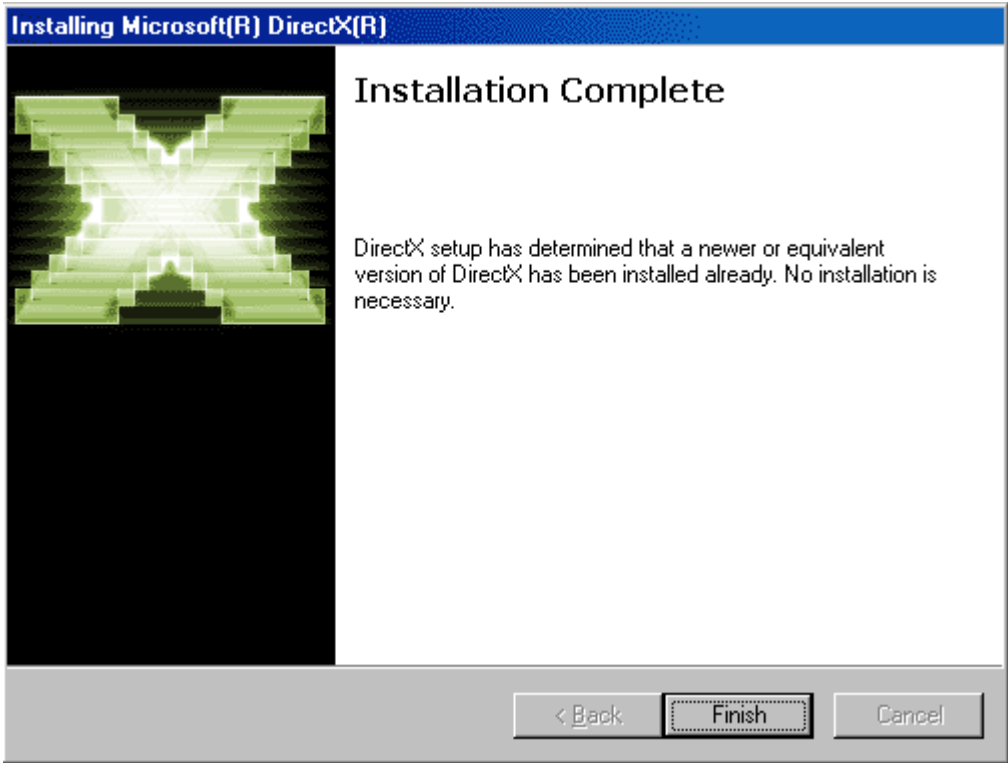 Installing Microsoft(R) DirectX(R)
Installation Complete
DirectX setup has determined that a newer or equivalent
version of DirectX has been installed already. No installation is
necessary.
< Back
Finish
Cancel